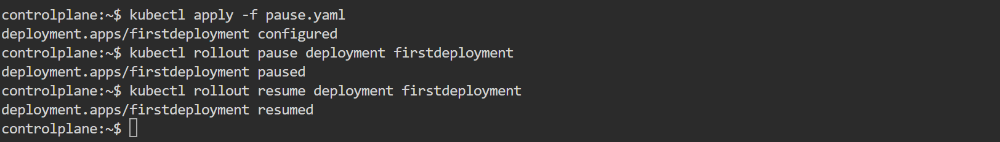 controlplane:~$ kubectl apply -f pause.yaml
deployment.apps/firstdeployment configured
controlplane:~$ kubectl rollout pause deployment firstdeployment
deployment.apps/firstdeployment paused
controlplane:~$ kubectl rollout resume deployment firstdeployment
deployment.apps/firstdeployment resumed
controlplane:~$